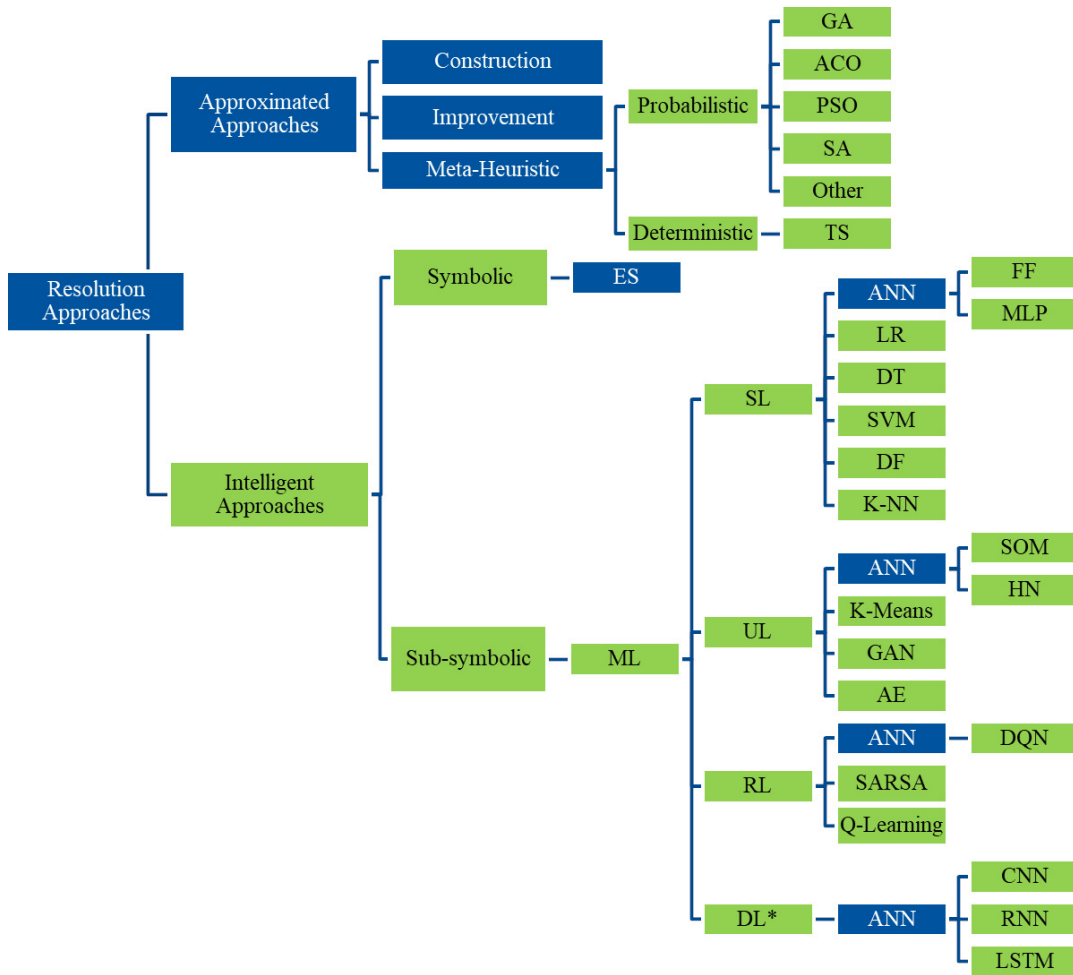 Resolution
Approaches
Approximated
Approaches
Construction
Improvement
Meta-Heuristic
Probabilistic
GA
ACO
PSO
SA
Other
Deterministic
TS
Intelligent
Approaches
Symbolic
ES
Sub-symbolic
ML
SL
ANN
FF
MLP
LR
DT
SVM
DF
K-NN
UL
ANN
SOM
HN
K-Means
GAN
AE
RL
ANN
DQN
SARSA
Q-Learning
DL*
ANN
CNN
RNN
LSTM